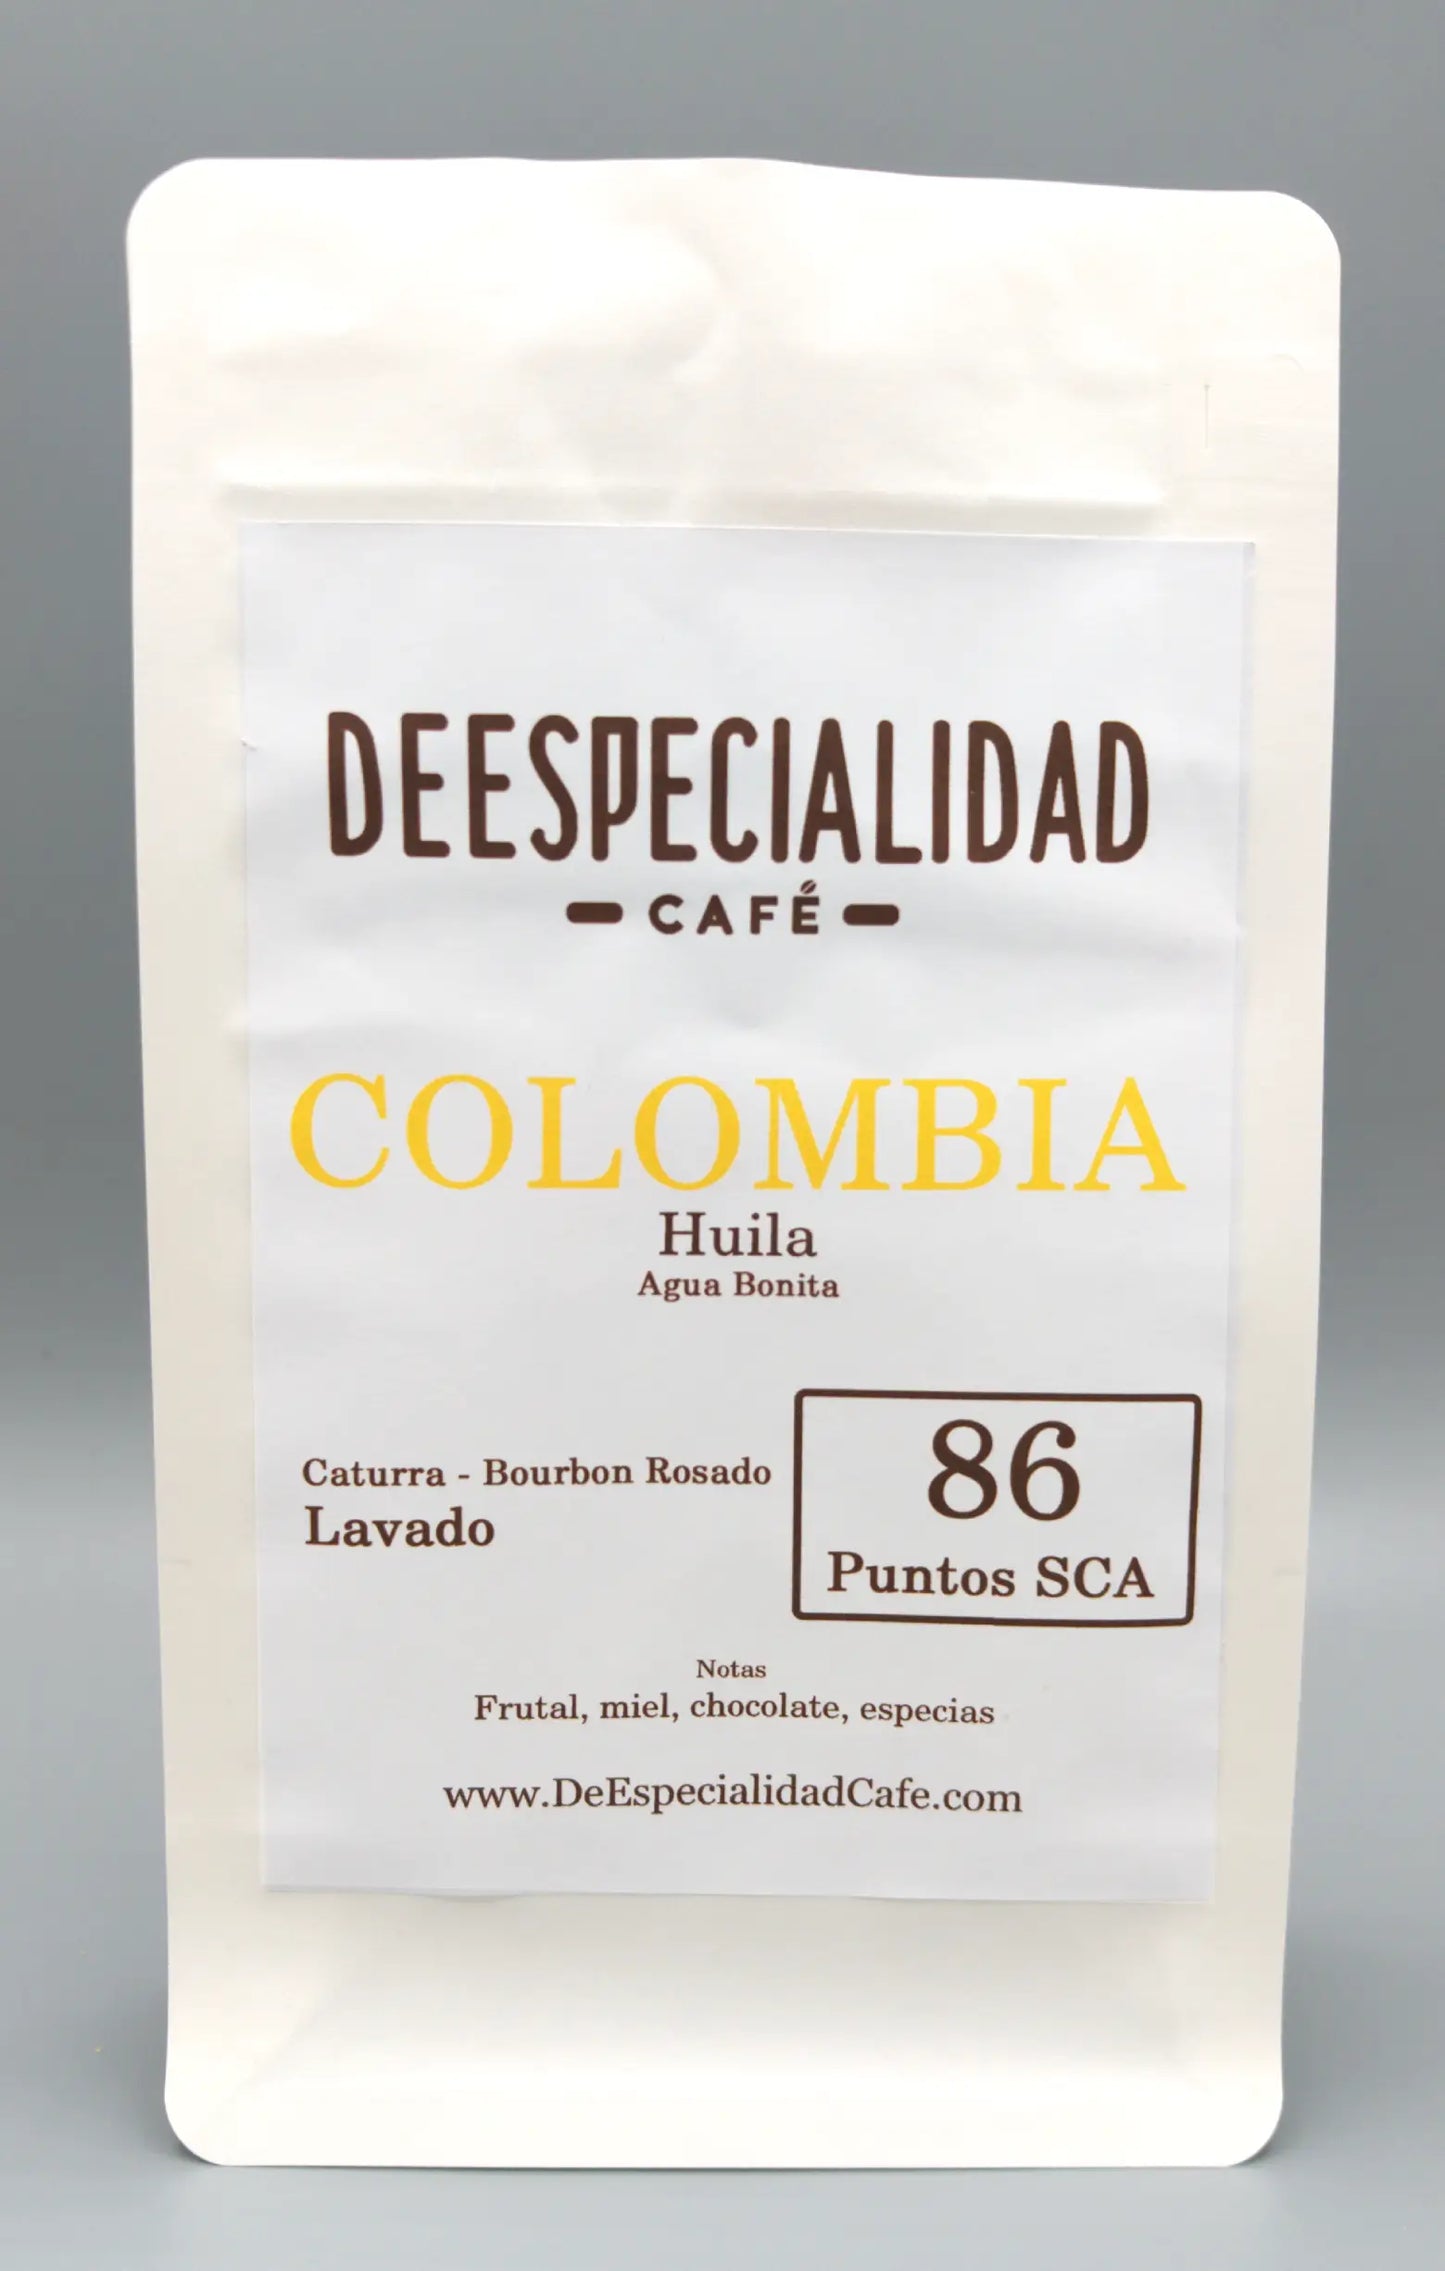 DEESPECIALIDAD
CAFÉ
COLOMBIA
Huila
Agua Bonita
Caturra - Bourbon Rosado
Lavado
86
Puntos SCA
Notas
Frutal, miel, chocolate, especias
www.DeEspecialidadCafe.com